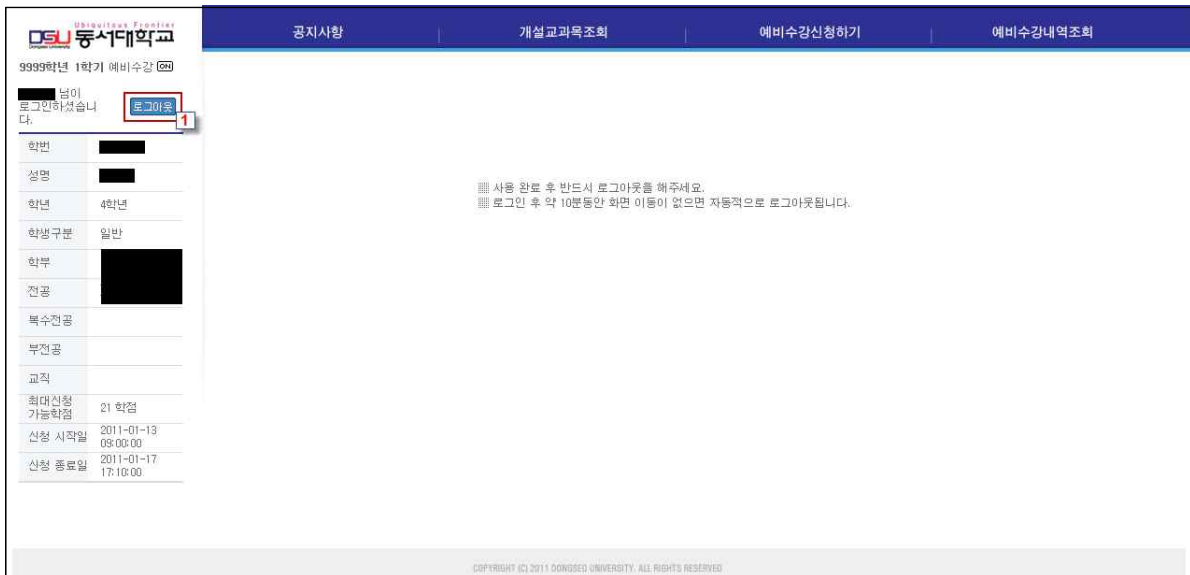 Ubiquitous Frontier
DSU 동서대학교
Dongseo University
공지사항 | 개설교과목조회 | 예비수강신청하기 | 예비수강내역조회
9999학년 1학기 예비수강 ON
님이
로그인하셨습니
다.
로그아웃
1
학번
성명
학년 4학년
학생구분 일반
학부
전공
복수전공
부전공
교직
최대신청
가능학점 21 학점
신청 시작일 2011-01-13
09:00:00
신청 종료일 2011-01-17
17:10:00
사용 완료 후 반드시 로그아웃을 해주세요.
로그인 후 약 10분동안 화면 이동이 없으면 자동적으로 로그아웃됩니다.
COPYRIGHT (C) 2011 DONGSEO UNIVERSITY. ALL RIGHTS RESERVED